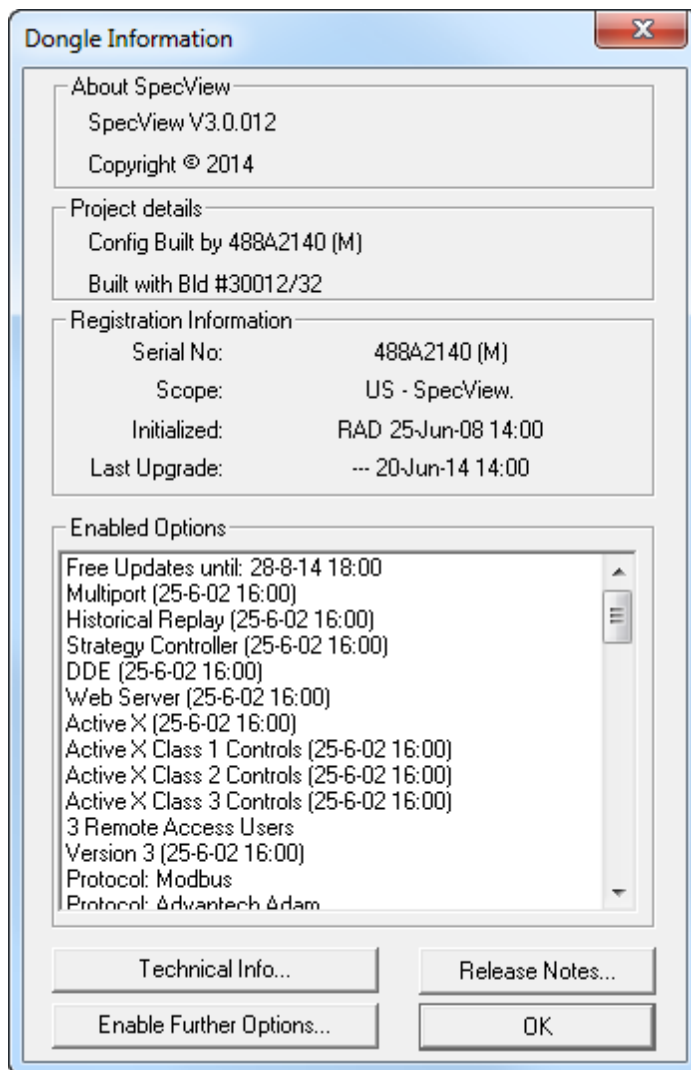 Dongle Information
About SpecView
SpecView V3.0.012
Copyright © 2014
Project details
Config Built by 488A2140 (M)
Built with Bld #30012/32
Registration Information
Serial No: 488A2140 (M)
Scope: US - SpecView.
Initialized: RAD 25-Jun-08 14:00
Last Upgrade: --- 20-Jun-14 14:00
Enabled Options
Free Updates until: 28-8-14 18:00
Multiport (25-6-02 16:00)
Historical Replay (25-6-02 16:00)
Strategy Controller (25-6-02 16:00)
DDE (25-6-02 16:00)
Web Server (25-6-02 16:00)
Active X (25-6-02 16:00)
Active X Class 1 Controls (25-6-02 16:00)
Active X Class 2 Controls (25-6-02 16:00)
Active X Class 3 Controls (25-6-02 16:00)
3 Remote Access Users
Version 3 (25-6-02 16:00)
Protocol: Modbus
Protocol: Advantech Adam
Technical Info... Release Notes...
Enable Further Options... OK